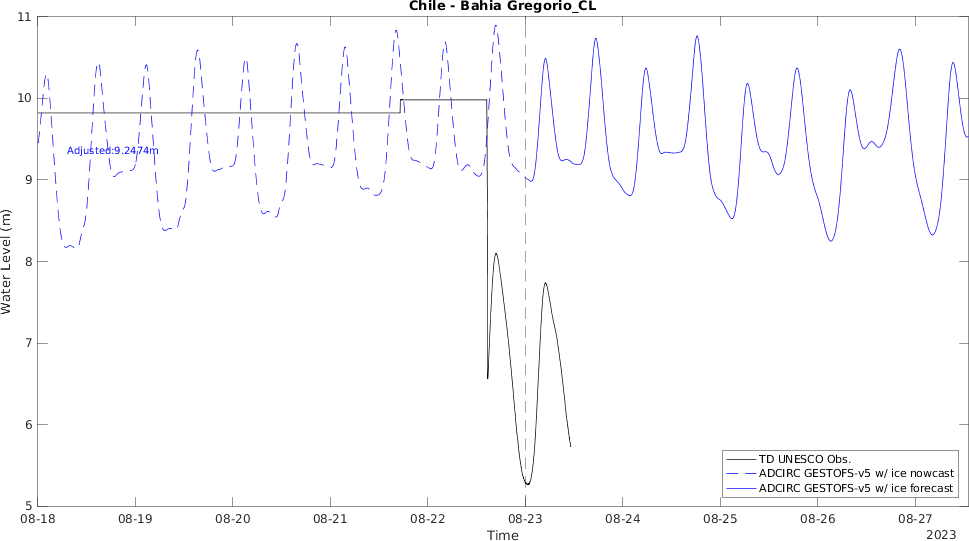 Chile - Bahia Gregorio_CL
11
10
9
8
7
6
5
Water Level (m)
Adjusted:9.2474m
TD UNESCO Obs.
ADCIRC GESTOFS-v5 w/ ice nowcast
ADCIRC GESTOFS-v5 w/ ice forecast
08-18 08-19 08-20 08-21 08-22 08-23 08-24 08-25 08-26 08-27
Time
2023